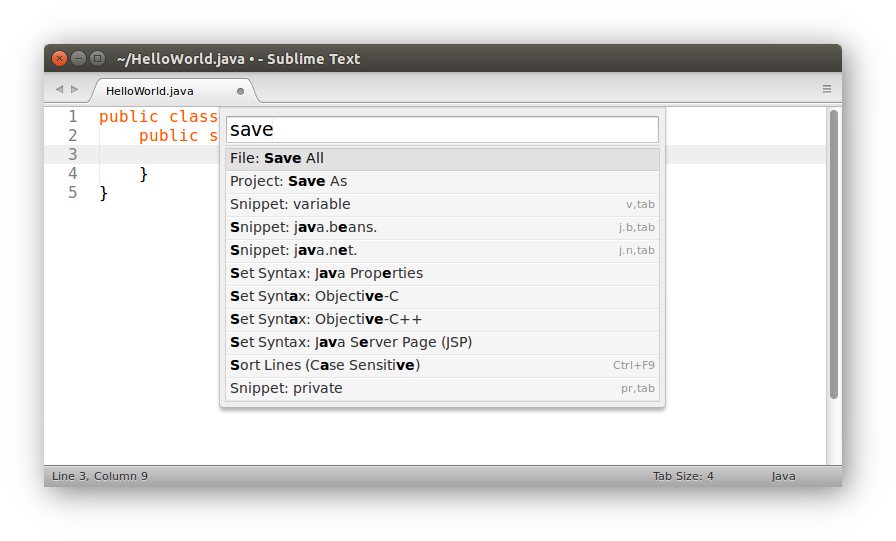 ~/HelloWorld.java • - Sublime Text
HelloWorld.java
save
File: Save All
Project: Save As
Snippet: variable v,tab
Snippet: java.beans. j.b,tab
Snippet: java.net. j.n,tab
Set Syntax: Java Properties
Set Syntax: Objective-C
Set Syntax: Objective-C++
Set Syntax: Java Server Page (JSP)
Sort Lines (Case Sensitive) Ctrl+F9
Snippet: private pr,tab
1 public class
2 public s
3
4 }
5 }
Line 3, Column 9 Tab Size: 4 Java